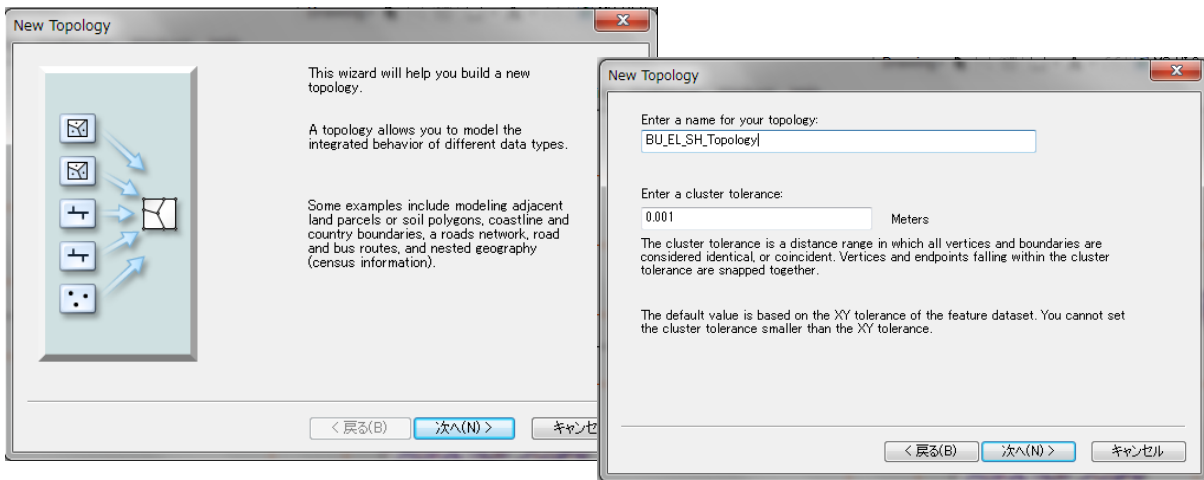 New Topology
This wizard will help you build a new
topology.
A topology allows you to model the
integrated behavior of different data types.
Some examples include modeling adjacent
land parcels or soil polygons, coastline and
country boundaries, a roads network, road
and bus routes, and nested geography
(census information).
< 戻る(B)
次へ(N) >
キャンセ
New Topology
Enter a name for your topology:
BU_EL_SH_Topology
Enter a cluster tolerance:
0.001
Meters
The cluster tolerance is a distance range in which all vertices and boundaries are
considered identical, or coincident. Vertices and endpoints falling within the cluster
tolerance are snapped together.
The default value is based on the XY tolerance of the feature dataset. You cannot set
the cluster tolerance smaller than the XY tolerance.
< 戻る(B)
次へ(N) >
キャンセル